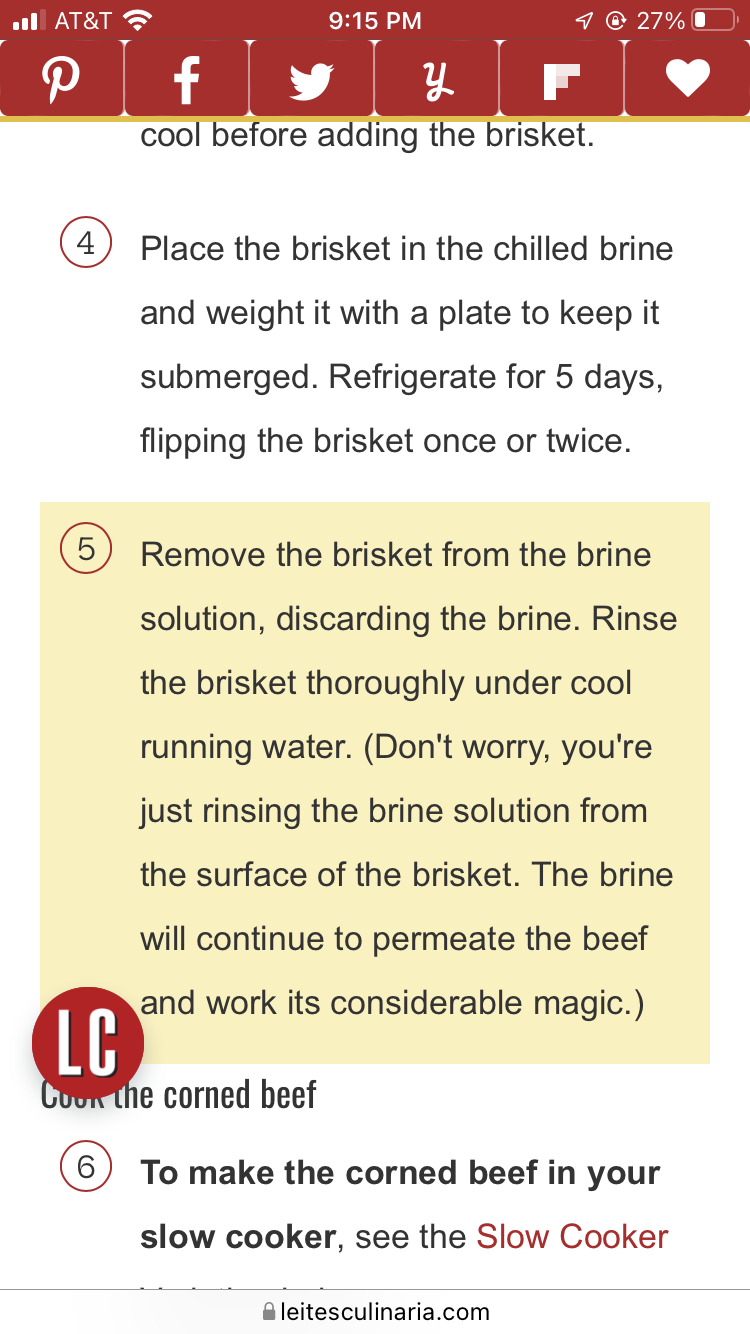 AT&T 9:15 PM 27%
cool before adding the brisket.
4 Place the brisket in the chilled brine
and weight it with a plate to keep it
submerged. Refrigerate for 5 days,
flipping the brisket once or twice.
5 Remove the brisket from the brine
solution, discarding the brine. Rinse
the brisket thoroughly under cool
running water. (Don't worry, you're
just rinsing the brine solution from
the surface of the brisket. The brine
will continue to permeate the beef
and work its considerable magic.)
LC
Cook the corned beef
6 To make the corned beef in your
slow cooker, see the Slow Cooker
leitesculinaria.com